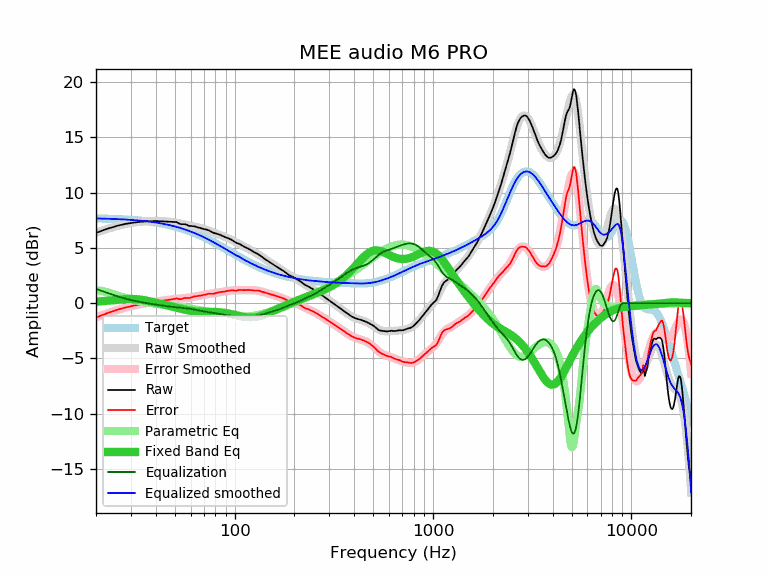 MEE audio M6 PRO
Amplitude (dBr)
20
15
10
5
0
−5
−10
−15
Target
Raw Smoothed
Error Smoothed
Raw
Error
Parametric Eq
Fixed Band Eq
Equalization
Equalized smoothed
100
1000
10000
Frequency (Hz)